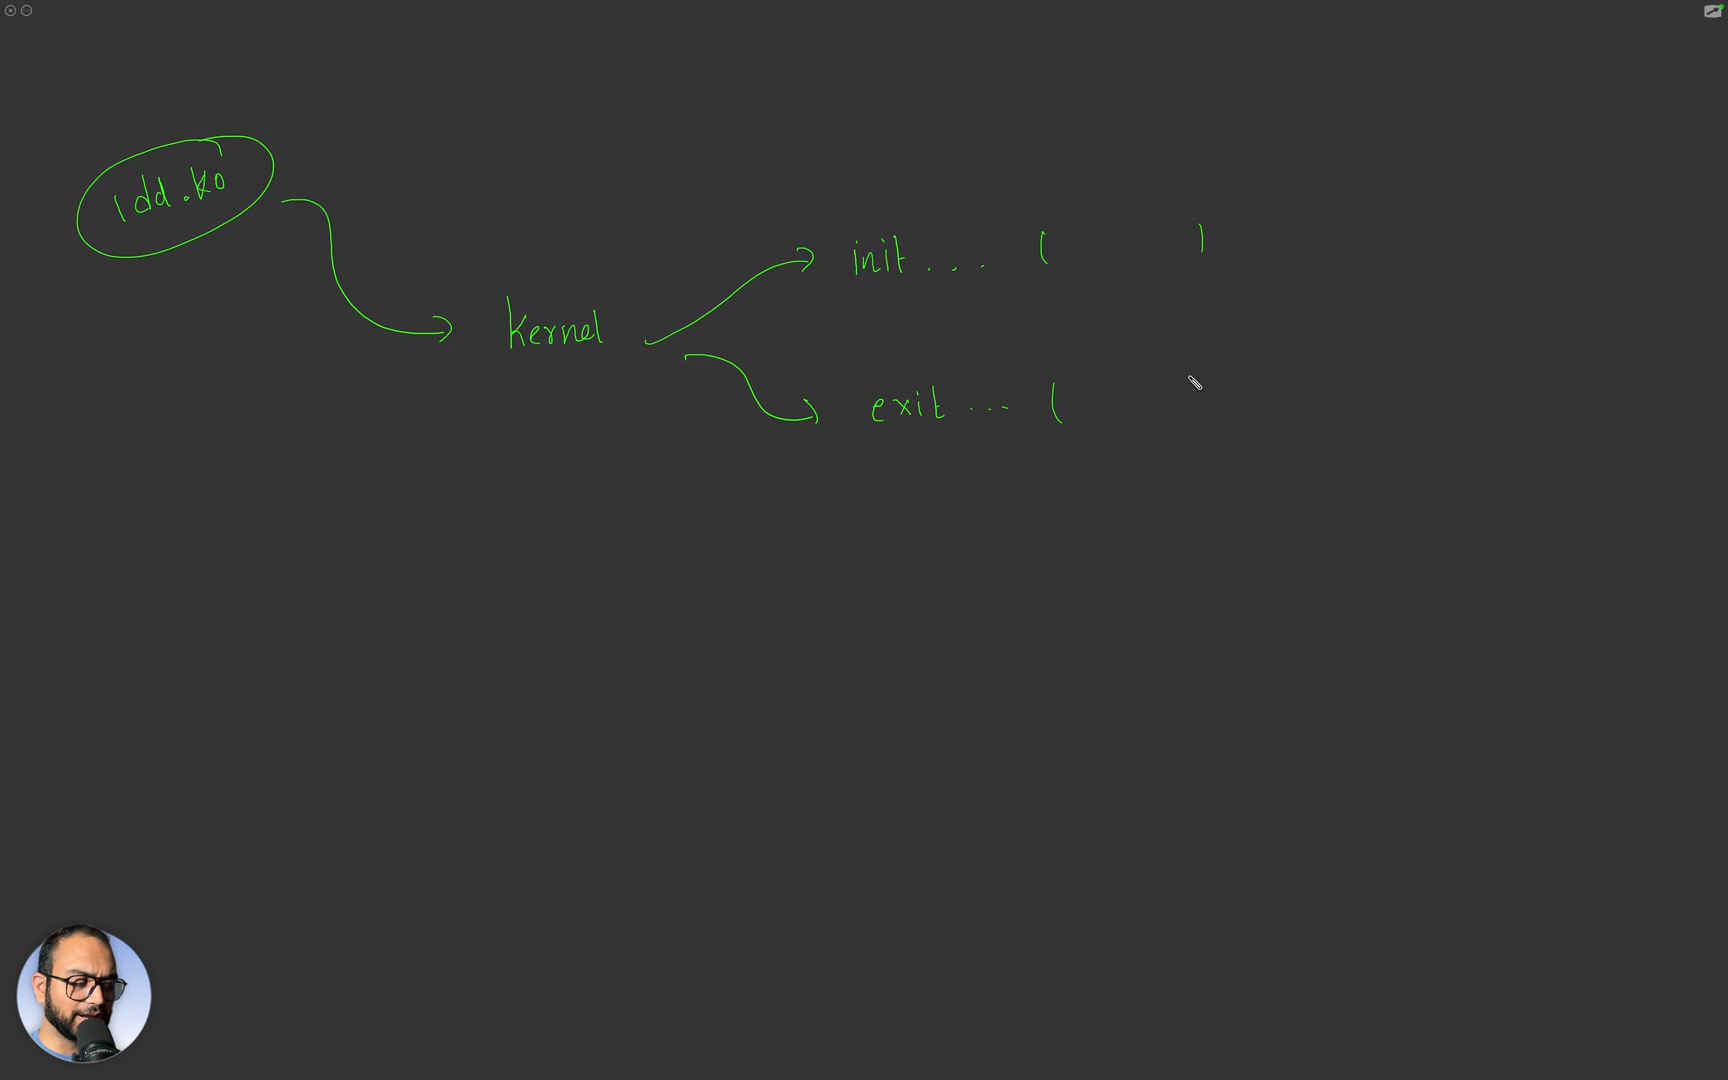 ldd.ko
Kernel
init.... ( )
exit ... (